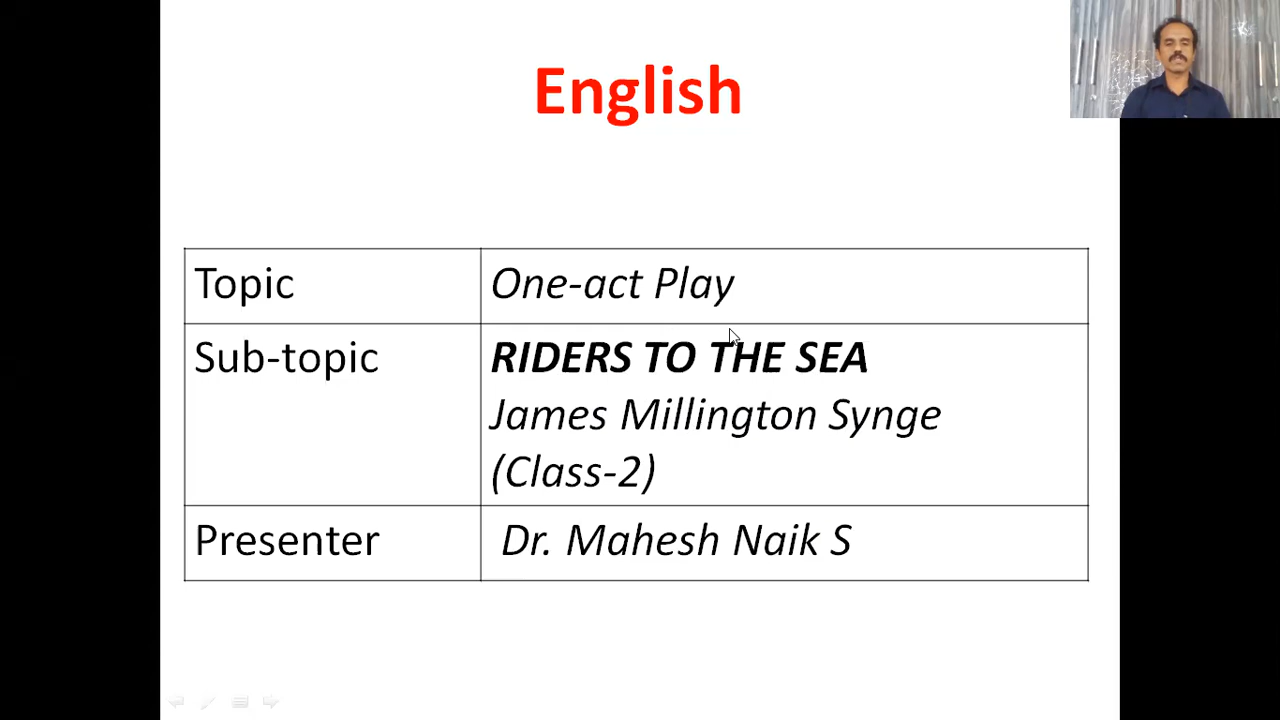 English
Topic
One-act Play
Sub-topic
RIDERS TO THE SEA
James Millington Synge
(Class-2)
Presenter
Dr. Mahesh Naik S